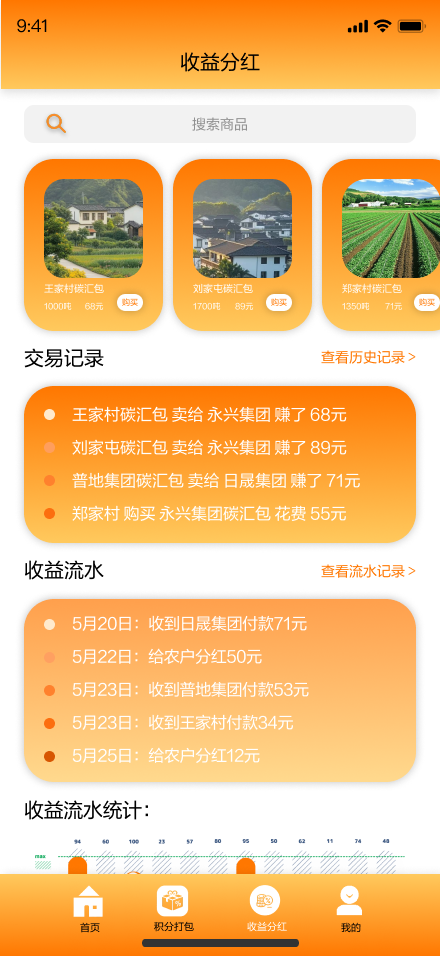 9:41
收益分红
搜索商品
王家村碳汇包
1000吨 68元 购买
刘家屯碳汇包
1700吨 89元 购买
郑家村碳汇包
1350吨 71元 购买
交易记录 查看历史记录 >
王家村碳汇包 卖给 永兴集团 赚了 68元
刘家屯碳汇包 卖给 永兴集团 赚了 89元
普地集团碳汇包 卖给 日晟集团 赚了 71元
郑家村 购买 永兴集团碳汇包 花费 55元
收益流水 查看流水记录 >
5月20日：收到日晟集团付款71元
5月22日：给农户分红50元
5月23日：收到普地集团付款53元
5月23日：收到王家村付款34元
5月25日：给农户分红12元
收益流水统计：
94 60 100 23 57 80 95 50 62 11 74 48
max
首页 积分打包 收益分红 我的